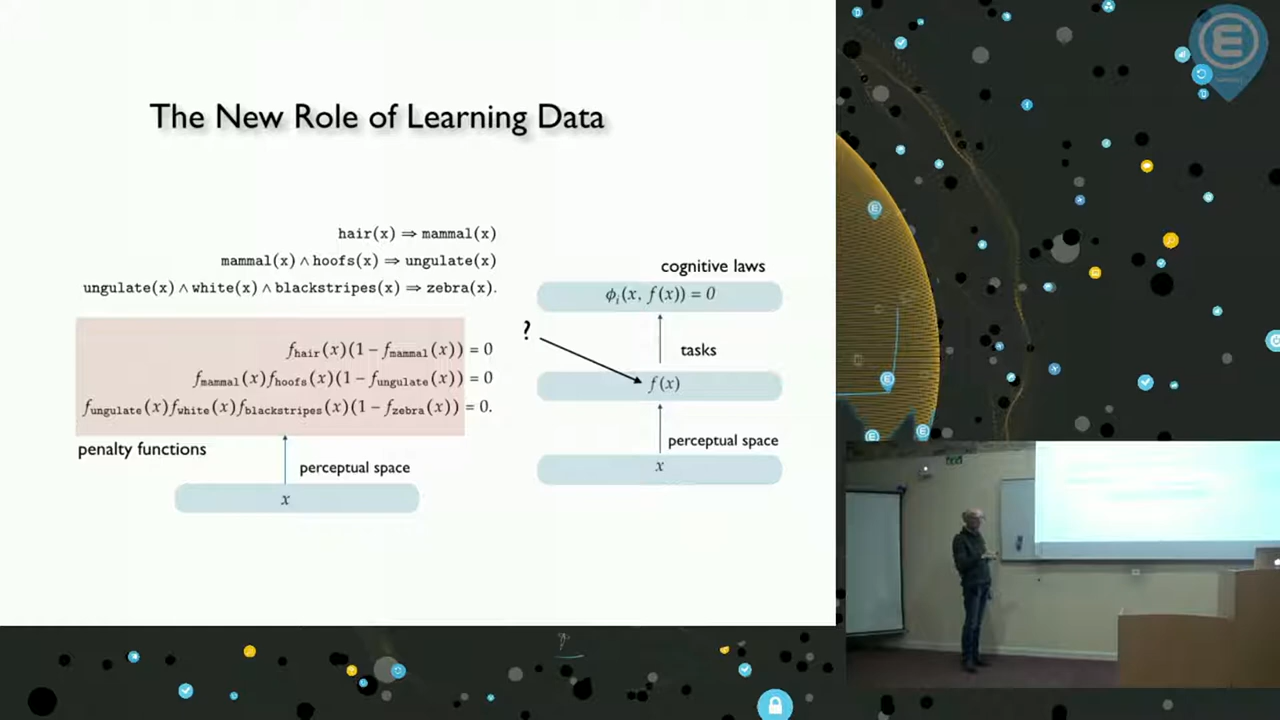 The New Role of Learning Data
hair(x) ⇒ mammal(x)
mammal(x) ∧ hoofs(x) ⇒ ungulate(x)
ungulate(x) ∧ white(x) ∧ blackstripes(x) ⇒ zebra(x).
f_hair(x)(1 − f_mammal(x)) = 0
f_mammal(x)f_hoofs(x)(1 − f_ungulate(x)) = 0
f_ungulate(x)f_white(x)f_blackstripes(x)(1 − f_zebra(x)) = 0.
penalty functions
perceptual space
x
cognitive laws
ϕ_i(x, f(x)) = 0
tasks
?
f(x)
perceptual space
x